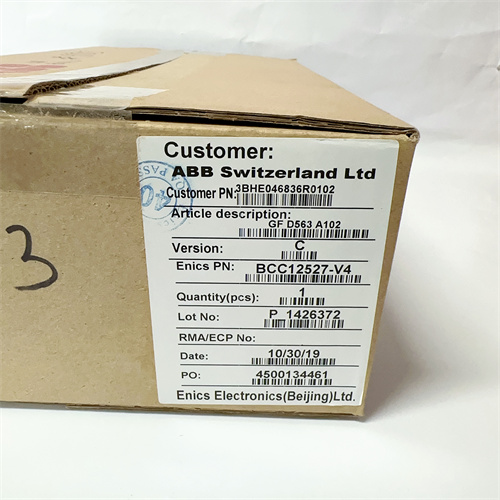 Customer:
ABB Switzerland Ltd
Customer PN: 3BHE046836R0102
Article description:
GF D563 A102
Version: C
Enics PN: BCC12527-V4
Quantity(pcs): 1
Lot No: P 1426372
RMA/ECP No:
Date: 10/30/19
PO: 4500134461
Enics Electronics(Beijing)Ltd.
3